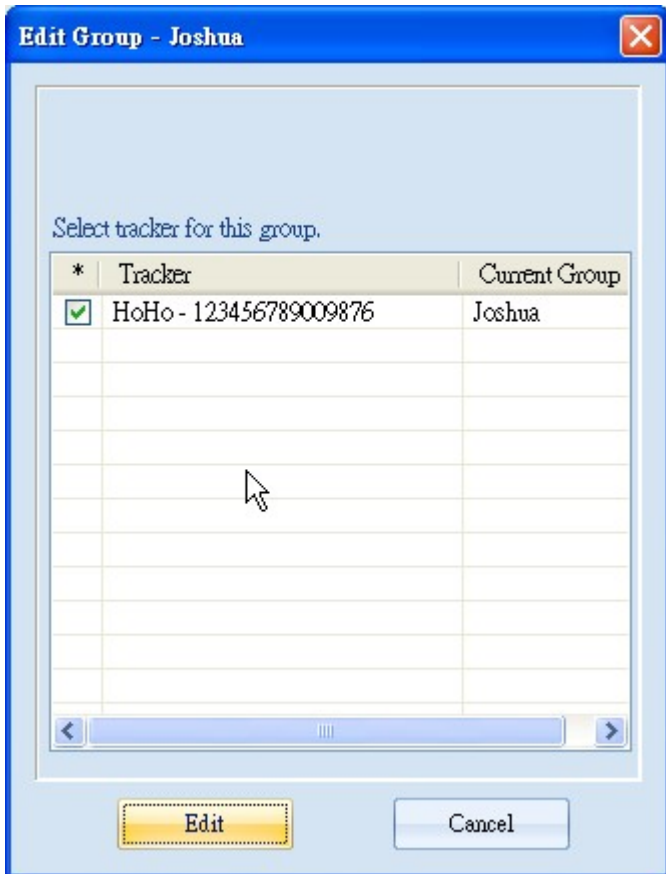 Edit Group - Joshua
Select tracker for this group.
* Tracker Current Group
HoHo - 123456789009876 Joshua
Edit Cancel